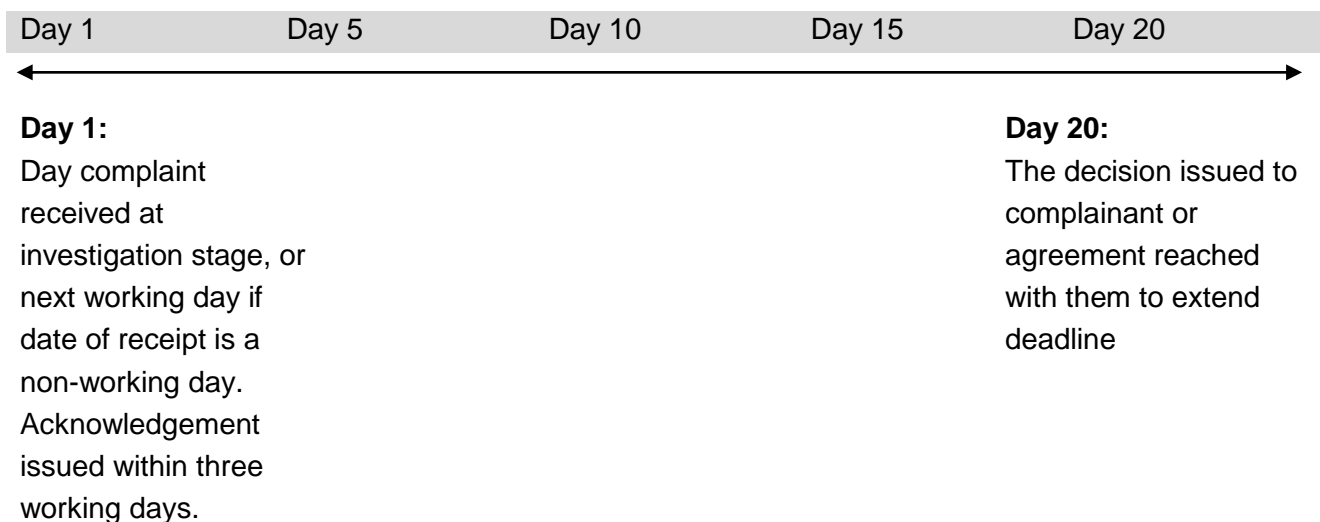 Day 1 Day 5 Day 10 Day 15 Day 20
Day 1:
Day complaint
received at
investigation stage, or
next working day if
date of receipt is a
non-working day.
Acknowledgement
issued within three
working days.
Day 20:
The decision issued to
complainant or
agreement reached
with them to extend
deadline